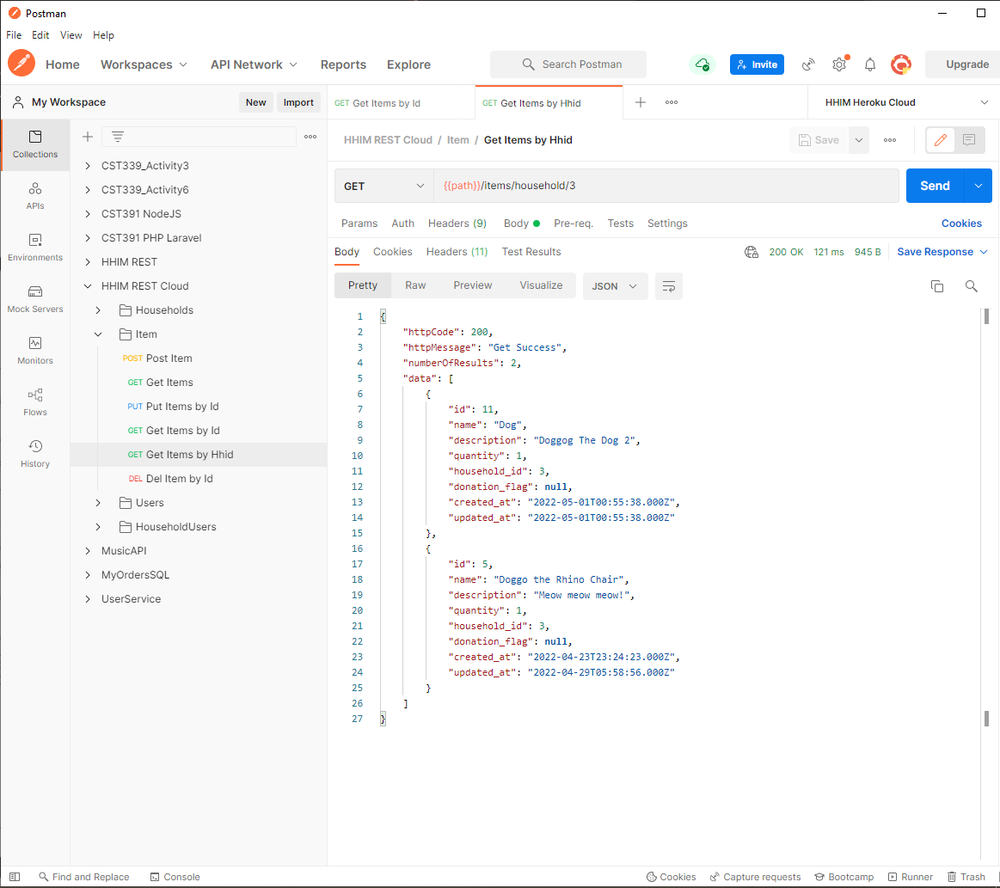 Postman
File Edit View Help
Home Workspaces API Network Reports Explore Search Postman Invite Upgrade
My Workspace New Import
GET Get Items by Id GET Get Items by Hhid HHIM Heroku Cloud
Collections
APIs
Environments
Mock Servers
Monitors
Flows
History
CST339_Activity3
CST339_Activity6
CST391 NodeJS
CST391 PHP Laravel
HHIM REST
HHIM REST Cloud
Households
Item
POST Post Item
GET Get Items
PUT Put Items by Id
GET Get Items by Id
GET Get Items by Hhid
DEL Del Item by Id
Users
HouseholdUsers
MusicAPI
MyOrdersSQL
UserService
HHIM REST Cloud / Item / Get Items by Hhid Save
GET {{path}}/items/household/3 Send
Params Auth Headers (9) Body Pre-req. Tests Settings Cookies
Body Cookies Headers (11) Test Results 200 OK 121 ms 945 B Save Response
Pretty Raw Preview Visualize JSON
1 {
2 "httpCode": 200,
3 "httpMessage": "Get Success",
4 "numberOfResults": 2,
5 "data": [
6 {
7 "id": 11,
8 "name": "Dog",
9 "description": "Doggog The Dog 2",
10 "quantity": 1,
11 "household_id": 3,
12 "donation_flag": null,
13 "created_at": "2022-05-01T00:55:38.000Z",
14 "updated_at": "2022-05-01T00:55:38.000Z"
15 },
16 {
17 "id": 5,
18 "name": "Doggo the Rhino Chair",
19 "description": "Meow meow meow!",
20 "quantity": 1,
21 "household_id": 3,
22 "donation_flag": null,
23 "created_at": "2022-04-23T23:24:23.000Z",
24 "updated_at": "2022-04-29T05:58:56.000Z"
25 }
26 ]
27 }
Find and Replace Console Cookies Capture requests Bootcamp Runner Trash